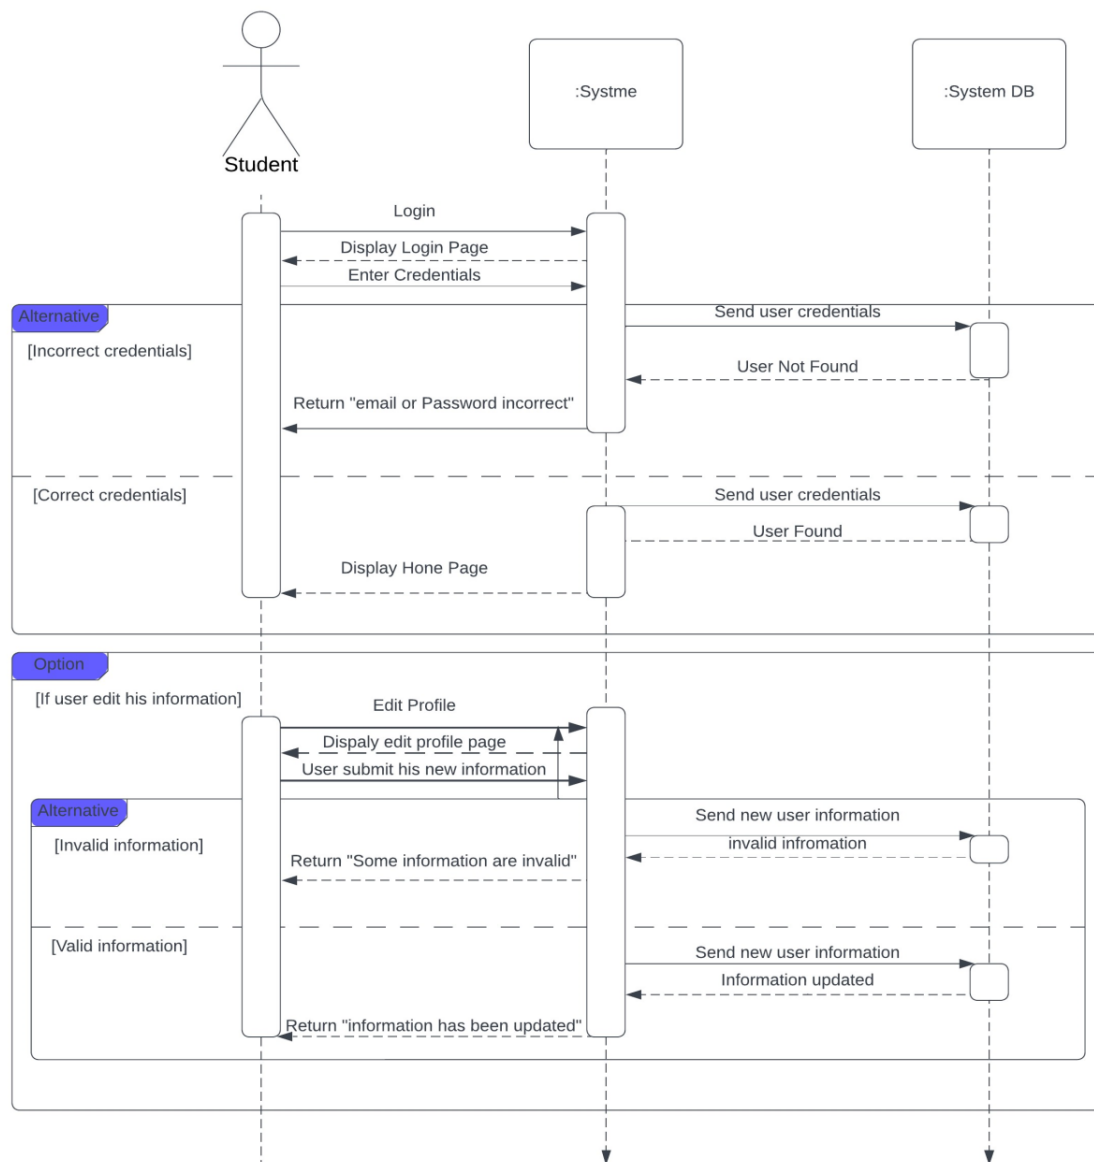 :Systme
:System DB
Student
Login
Display Login Page
Enter Credentials
Alternative
Send user credentials
[Incorrect credentials]
User Not Found
Return "email or Password incorrect"
[Correct credentials]
Send user credentials
User Found
Display Hone Page
Option
[If user edit his information]
Edit Profile
Dispaly edit profile page
User submit his new information
Alternative
Send new user information
[Invalid information]
invalid infromation
Return "Some information are invalid"
[Valid information]
Send new user information
Information updated
Return "information has been updated"